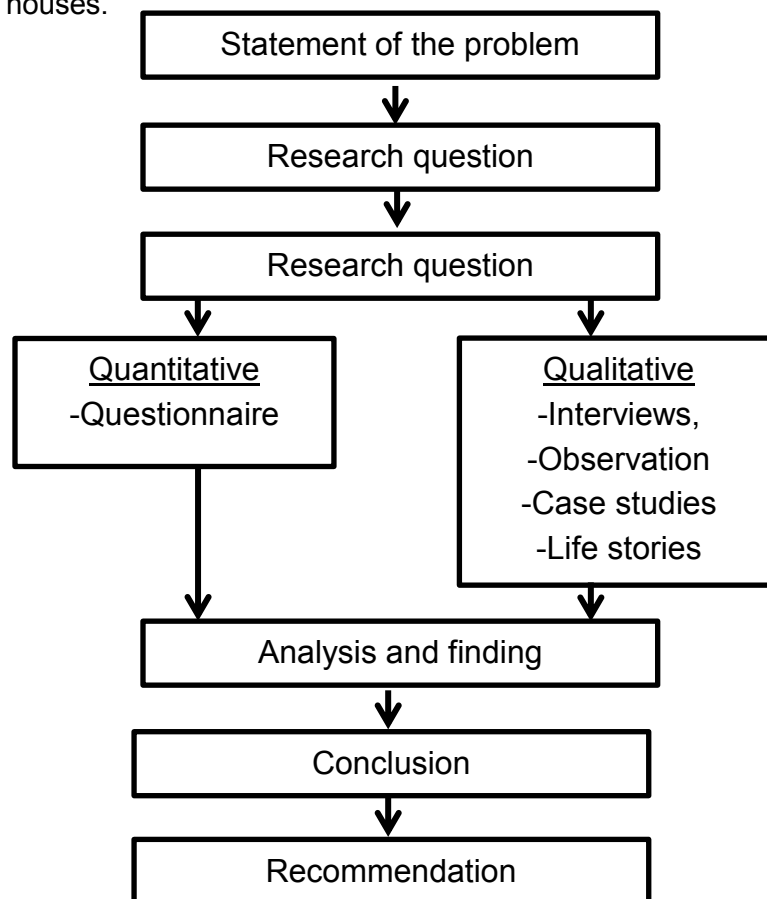 houses.
Statement of the problem
Research question
Research question
Quantitative
-Questionnaire
Qualitative
-Interviews,
-Observation
-Case studies
-Life stories
Analysis and finding
Conclusion
Recommendation